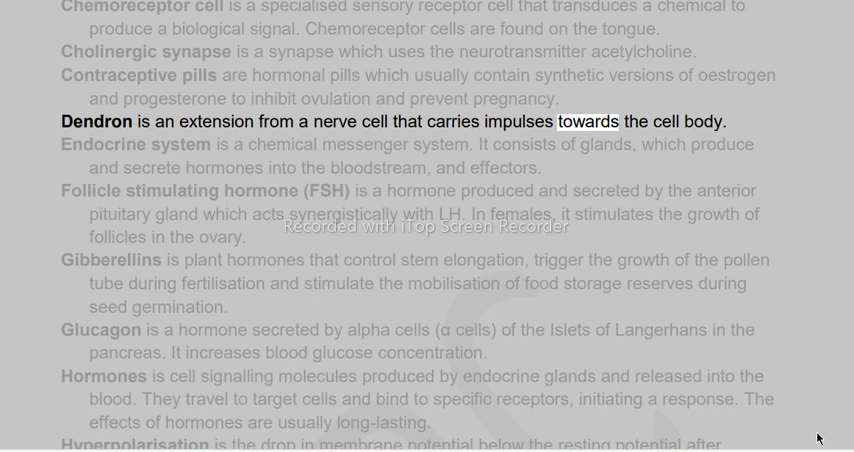 Chemoreceptor cell is a specialised sensory receptor cell that transduces a chemical to
produce a biological signal. Chemoreceptor cells are found on the tongue.
Cholinergic synapse is a synapse which uses the neurotransmitter acetylcholine.
Contraceptive pills are hormonal pills which usually contain synthetic versions of oestrogen
and progesterone to inhibit ovulation and prevent pregnancy.
Dendron is an extension from a nerve cell that carries impulses towards the cell body.
Endocrine system is a chemical messenger system. It consists of glands, which produce
and secrete hormones into the bloodstream, and effectors.
Follicle stimulating hormone (FSH) is a hormone produced and secreted by the anterior
pituitary gland which acts synergistically with LH. In females, it stimulates the growth of
Recorded with iTop Screen Recorder
follicles in the ovary.
Gibberellins is plant hormones that control stem elongation, trigger the growth of the pollen
tube during fertilisation and stimulate the mobilisation of food storage reserves during
seed germination.
Glucagon is a hormone secreted by alpha cells (α cells) of the Islets of Langerhans in the
pancreas. It increases blood glucose concentration.
Hormones is cell signalling molecules produced by endocrine glands and released into the
blood. They travel to target cells and bind to specific receptors, initiating a response. The
effects of hormones are usually long-lasting.
Hyperpolarisation is the drop in membrane potential below the resting potential after